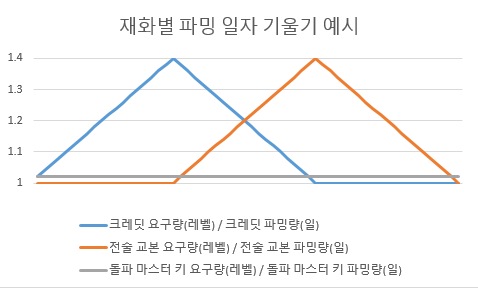 재화별 파밍 일자 기울기 예시
1.4
1.3
1.2
1.1
1
크레딧 요구량(레벨) / 크레딧 파밍량(일)
전술 교본 요구량(레벨) / 전술 교본 파밍량(일)
돌파 마스터 키 요구량(레벨) / 돌파 마스터 키 파밍량(일)